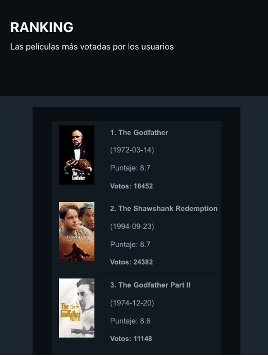 RANKING
Las películas más votadas por los usuarios
1. The Godfather
(1972-03-14)
Puntaje: 8.7
Votos: 18452
2. The Shawshank Redemption
(1994-09-23)
Puntaje: 8.7
Votos: 24382
3. The Godfather Part II
(1974-12-20)
Puntaje: 8.6
Votos: 11148